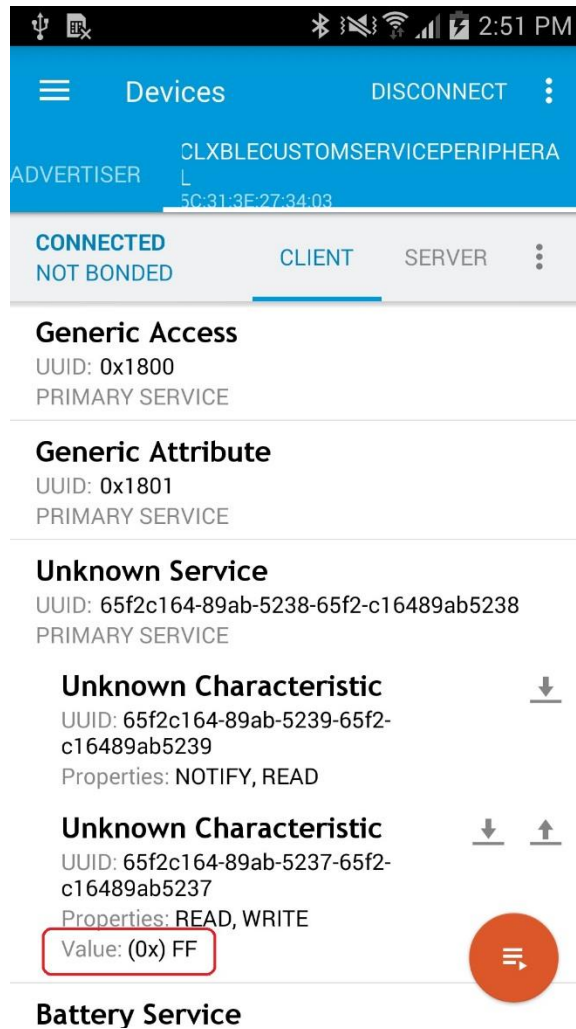 2:51 PM
Devices
DISCONNECT
ADVERTISER
CLXBLECUSTOMSERVICEPERIPHERA
L
5C:31:3E:27:34:03
CONNECTED
NOT BONDED
CLIENT
SERVER
Generic Access
UUID: 0x1800
PRIMARY SERVICE
Generic Attribute
UUID: 0x1801
PRIMARY SERVICE
Unknown Service
UUID: 65f2c164-89ab-5238-65f2-c16489ab5238
PRIMARY SERVICE
Unknown Characteristic
UUID: 65f2c164-89ab-5239-65f2-
c16489ab5239
Properties: NOTIFY, READ
Unknown Characteristic
UUID: 65f2c164-89ab-5237-65f2-
c16489ab5237
Properties: READ, WRITE
Value: (0x) FF
Battery Service